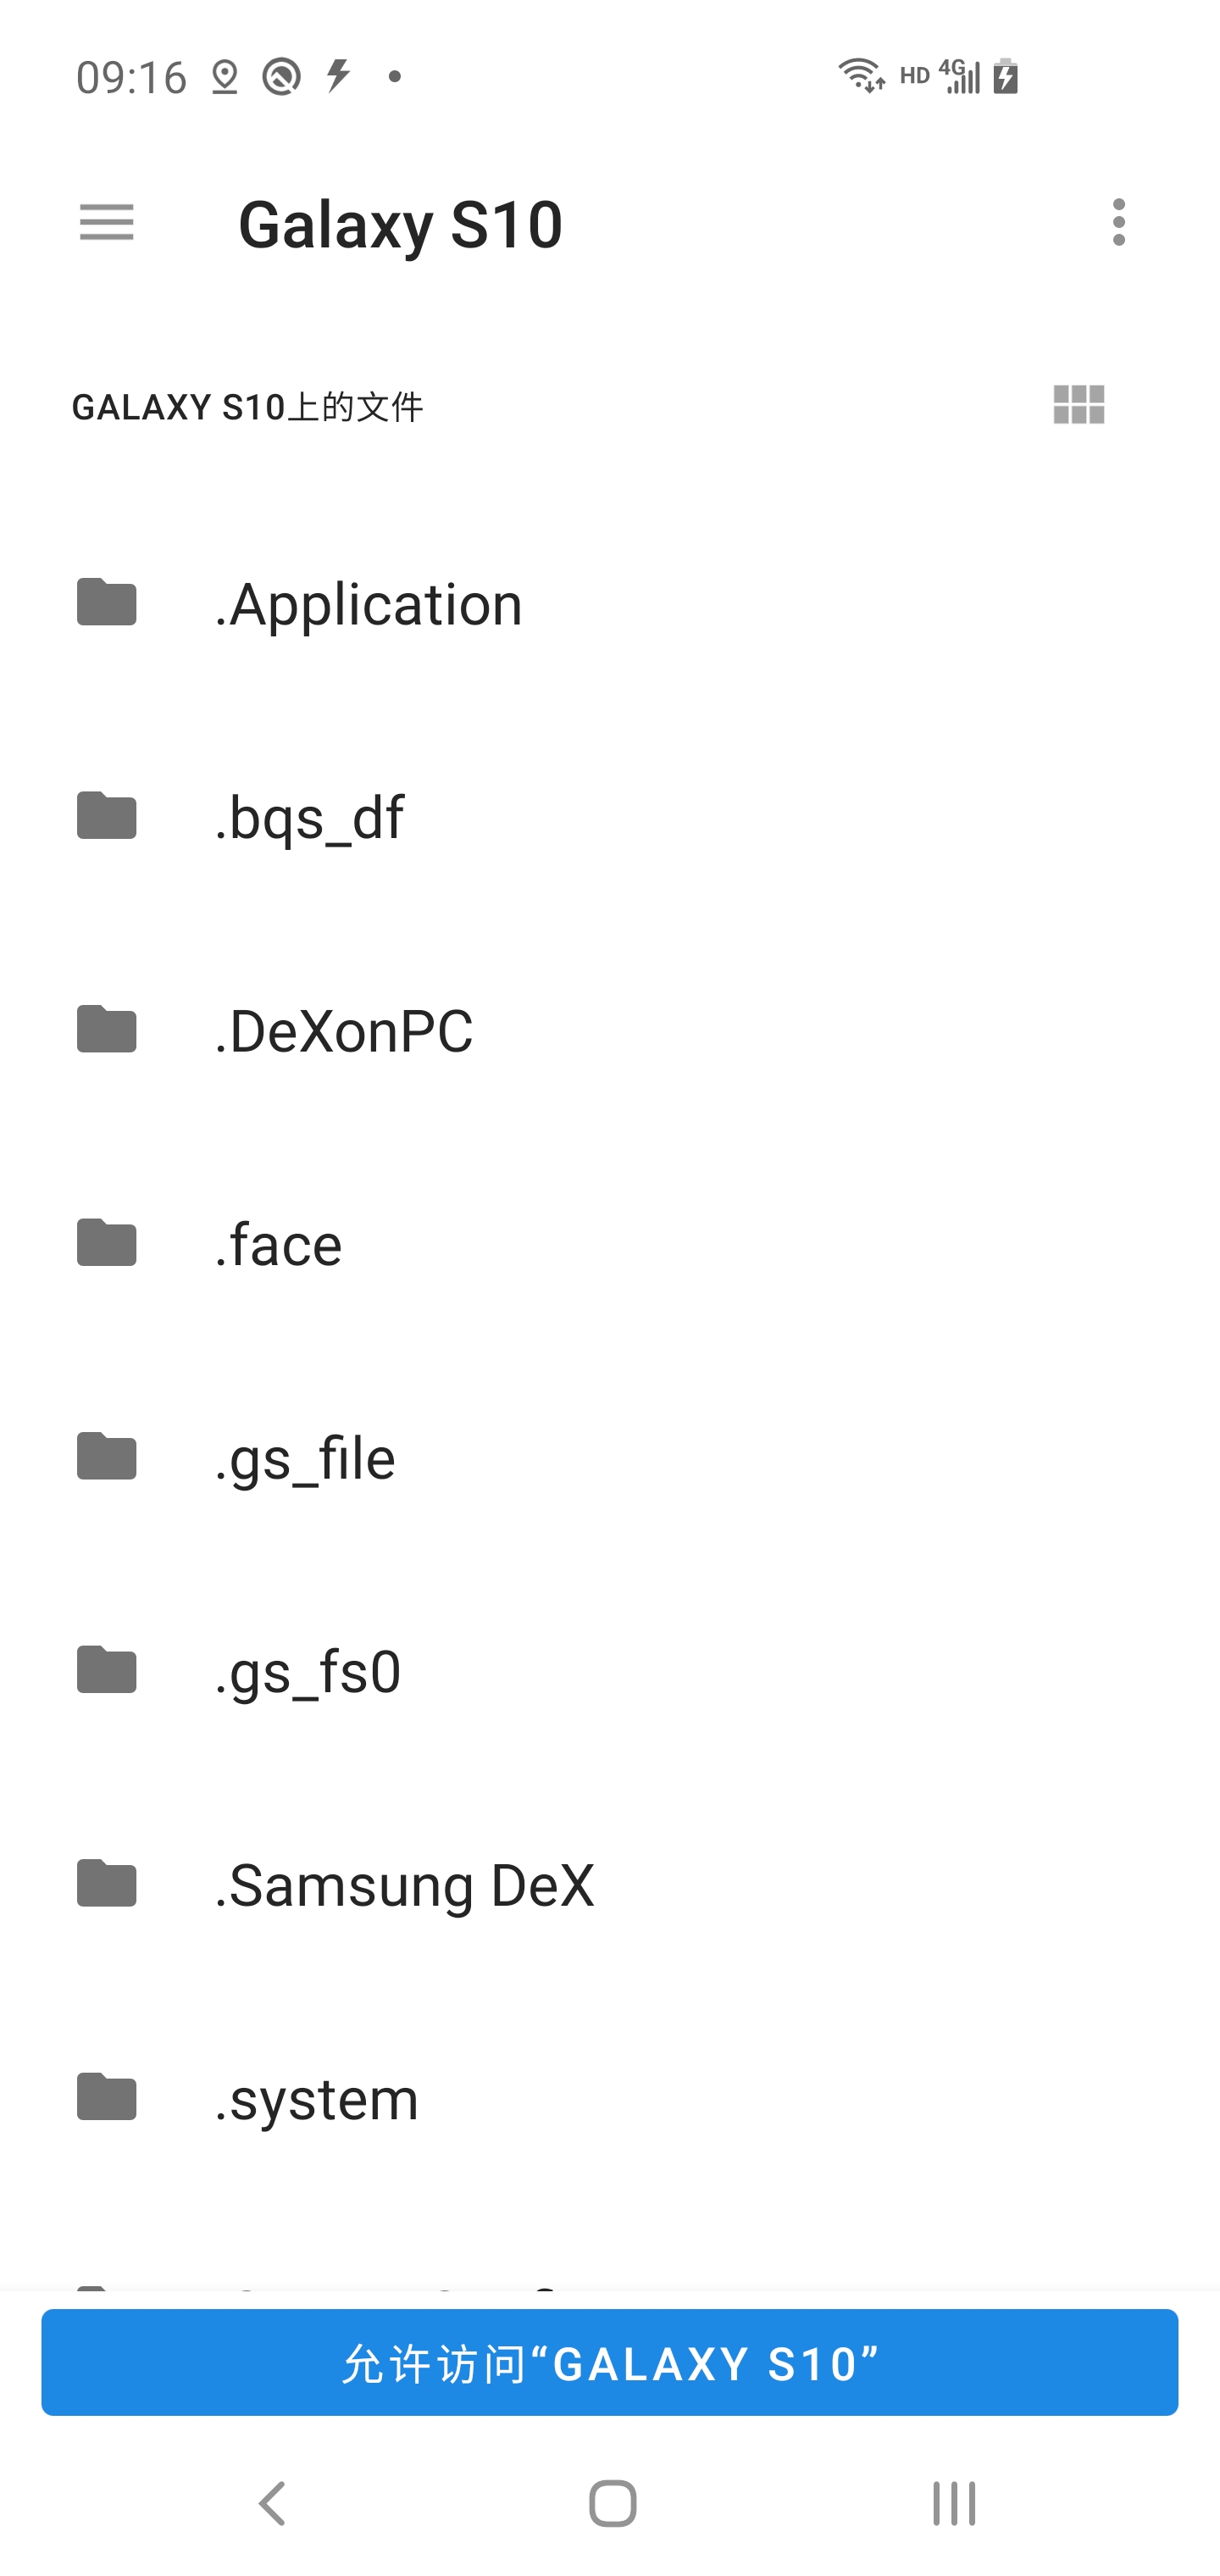 09:16
HD 4G
Galaxy S10
GALAXY S10上的文件
.Application
.bqs_df
.DeXonPC
.face
.gs_file
.gs_fs0
.Samsung DeX
.system
允许访问“GALAXY S10”